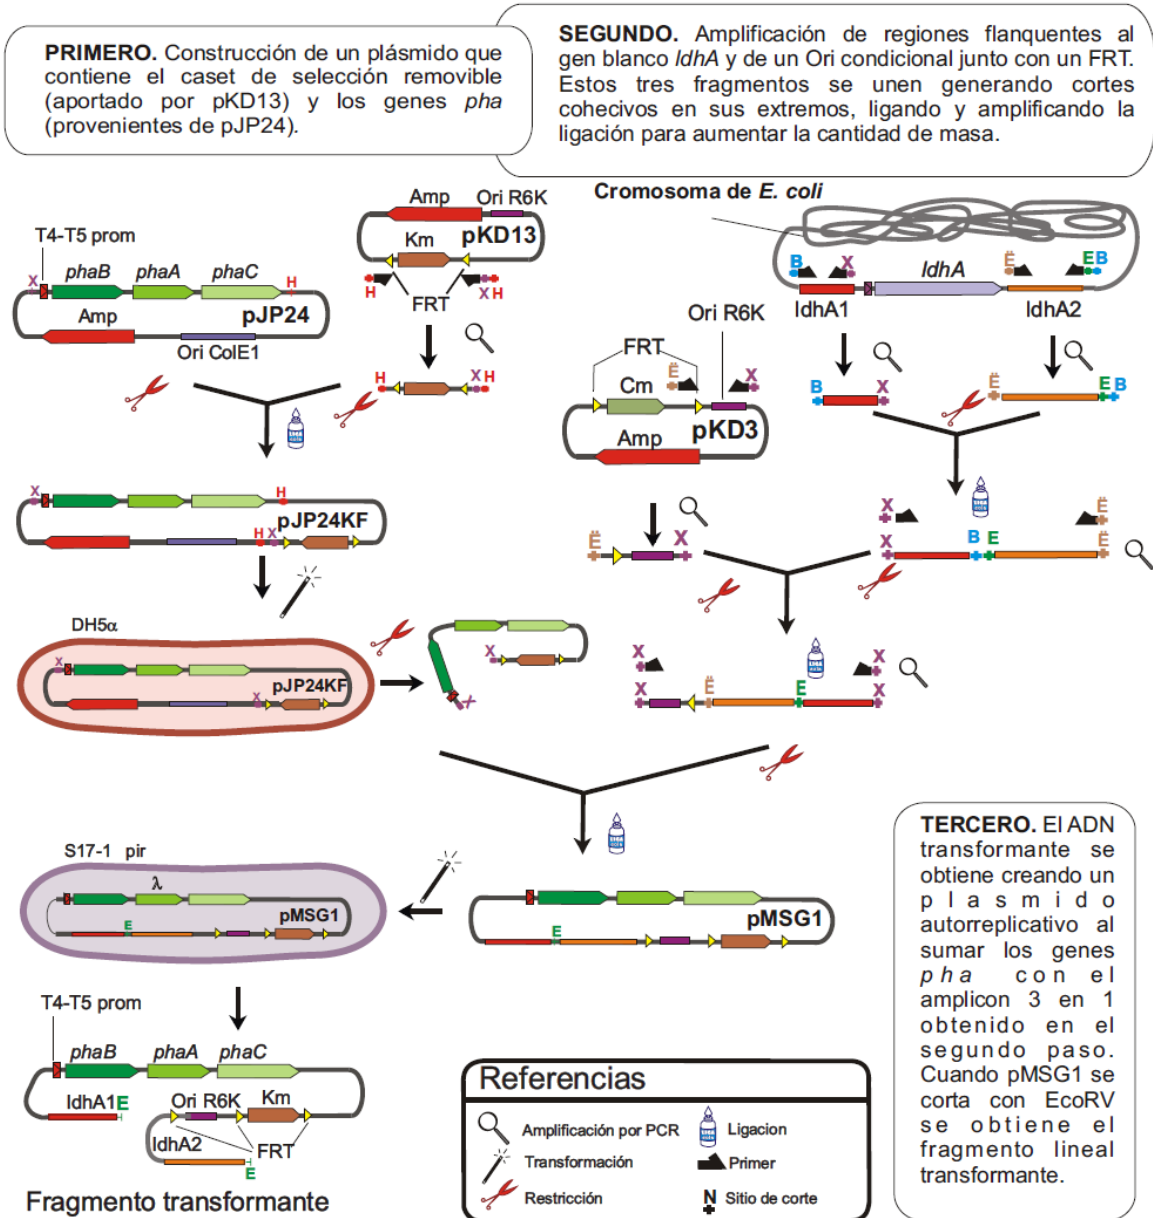 PRIMERO. Construcción de un plásmido que
contiene el caset de selección removible
(aportado por pKD13) y los genes pha
(provenientes de pJP24).
SEGUNDO. Amplificación de regiones flanquentes al
gen blanco ldhA y de un Ori condicional junto con un FRT.
Estos tres fragmentos se unen generando cortes
cohecivos en sus extremos, ligando y amplificando la
ligación para aumentar la cantidad de masa.
Cromosoma de E. coli
Amp Ori R6K
pKD13
Km
H X H
FRT
T4-T5 prom
X phaB phaA phaC H
pJP24
Amp
Ori ColE1
H X H
B X ldhA Ë E B
ldhA1 ldhA2
Ori R6K
FRT
Ë X
Cm
pKD3
Amp
B X
Ë E B
X H
pJP24KF
H X
Ë X
X Ë
X B E Ë
DH5α
X
pJP24KF
X
X
X
X X
X Ë E X
S17-1 pir
λ
pMSG1
E
pMSG1
E
TERCERO. El ADN
transformante se
obtiene creando un
plasmido
autorreplicativo al
sumar los genes
pha con el
amplicon 3 en 1
obtenido en el
segundo paso.
Cuando pMSG1 se
corta con EcoRV
se obtiene el
fragmento lineal
transformante.
T4-T5 prom
phaB phaA phaC
ldhA1 E
Ori R6K Km
ldhA2
FRT
E
Fragmento transformante
Referencias
Amplificación por PCR
Ligacion
Transformación
Primer
Restricción
N Sitio de corte